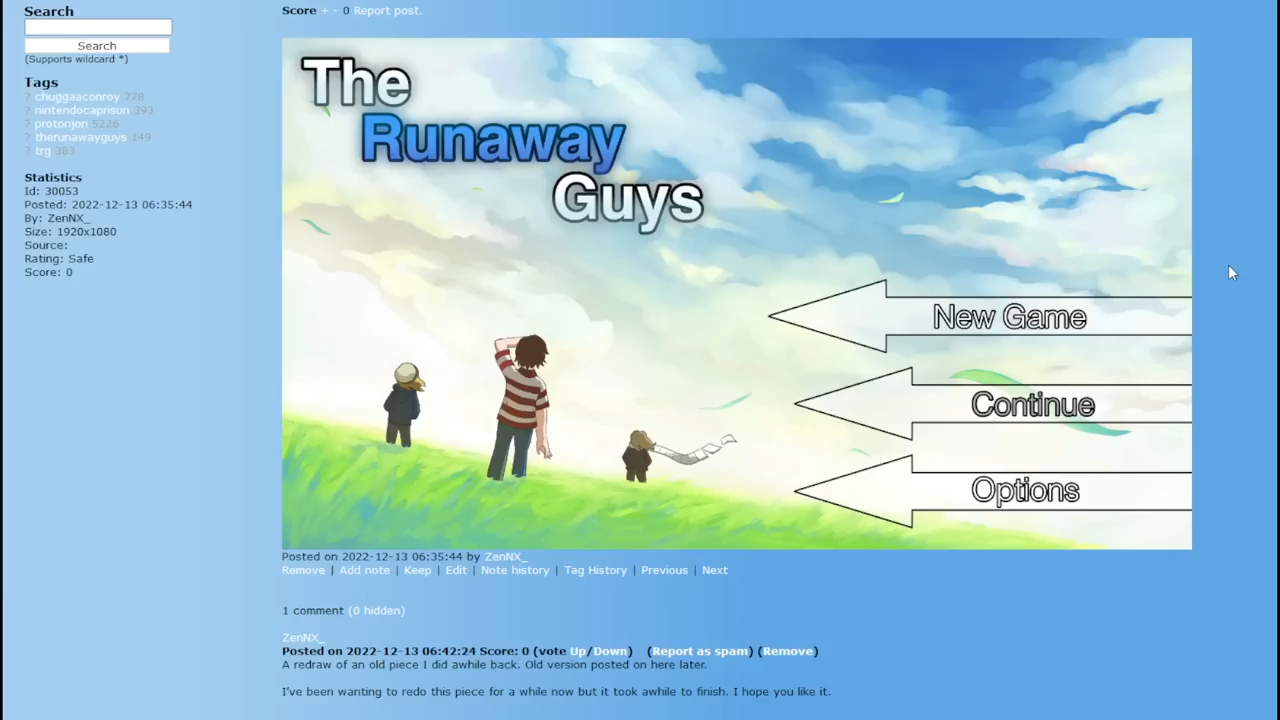 Search
Search
(Supports wildcard *)
Tags
? chuggaaconroy 778
? nintendocaprisun 393
? protonjon 5226
? therunawayguys 149
? trg 383
Statistics
Id: 30053
Posted: 2022-12-13 06:35:44
By: ZenNX_
Size: 1920x1080
Source:
Rating: Safe
Score: 0
Score + - 0 Report post.
The
Runaway
Guys
New Game
Continue
Options
Posted on 2022-12-13 06:35:44 by ZenNX_
Remove | Add note | Keep | Edit | Note history | Tag History | Previous | Next
1 comment (0 hidden)
ZenNX_
Posted on 2022-12-13 06:42:24 Score: 0 (vote Up/Down) (Report as spam) (Remove)
A redraw of an old piece I did awhile back. Old version posted on here later.
I've been wanting to redo this piece for a while now but it took awhile to finish. I hope you like it.